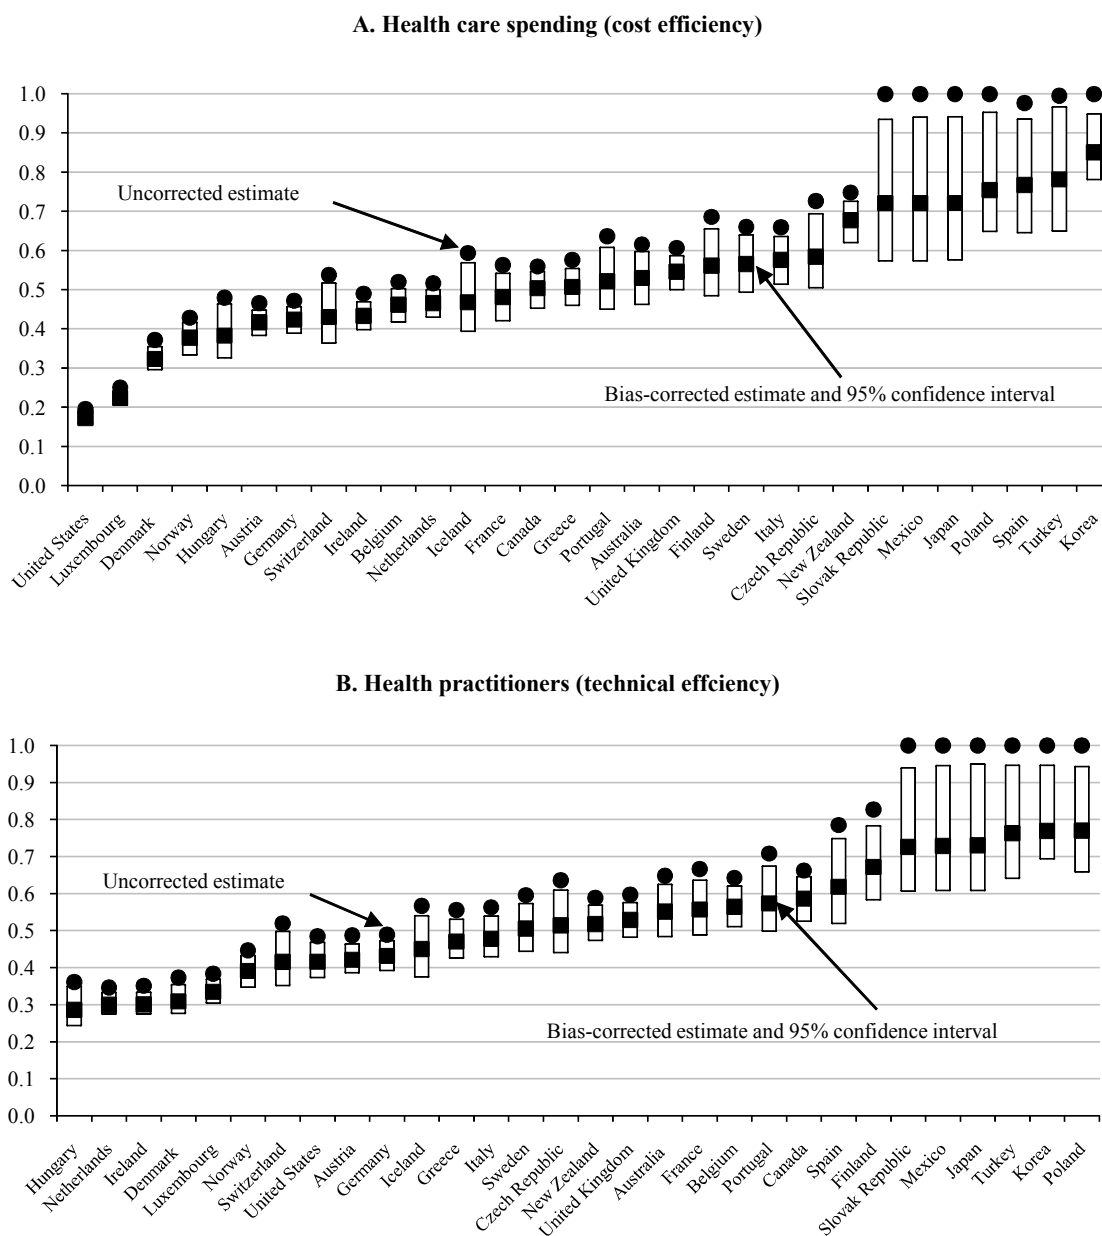 A. Health care spending (cost efficiency)
1.0
0.9
0.8
0.7
0.6
0.5
0.4
0.3
0.2
0.1
0.0
Uncorrected estimate
Bias-corrected estimate and 95% confidence interval
United States
Luxembourg
Denmark
Norway
Hungary
Austria
Germany
Switzerland
Ireland
Belgium
Netherlands
Iceland
France
Canada
Greece
Portugal
Australia
United Kingdom
Finland
Sweden
Italy
Czech Republic
New Zealand
Slovak Republic
Mexico
Japan
Poland
Spain
Turkey
Korea
B. Health practitioners (technical effciency)
1.0
0.9
0.8
0.7
0.6
0.5
0.4
0.3
0.2
0.1
0.0
Uncorrected estimate
Bias-corrected estimate and 95% confidence interval
Hungary
Netherlands
Ireland
Denmark
Luxembourg
Norway
Switzerland
United States
Austria
Germany
Iceland
Greece
Italy
Sweden
Czech Republic
New Zealand
United Kingdom
Australia
France
Belgium
Portugal
Canada
Spain
Finland
Slovak Republic
Mexico
Japan
Turkey
Korea
Poland